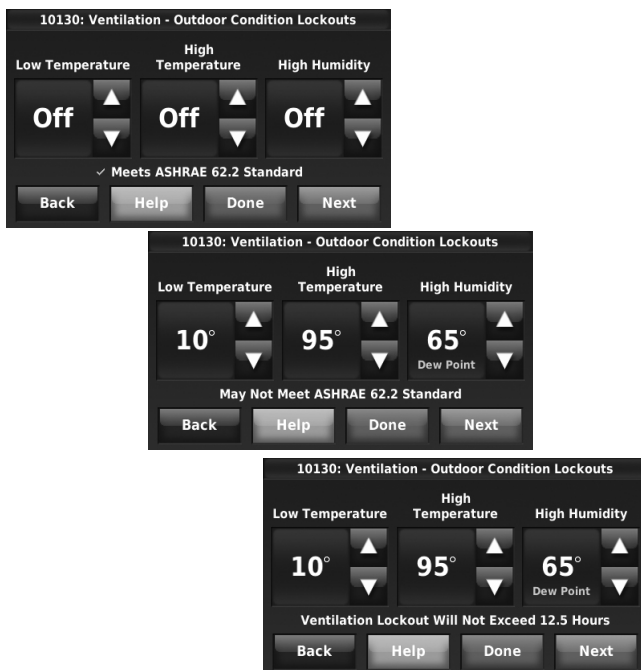 10130: Ventilation - Outdoor Condition Lockouts
High
Low Temperature Temperature High Humidity
Off Off Off
✓ Meets ASHRAE 62.2 Standard
Back Help Done Next
10130: Ventilation - Outdoor Condition Lockouts
High
Low Temperature Temperature High Humidity
10° 95° 65°
Dew Point
May Not Meet ASHRAE 62.2 Standard
Back Help Done Next
10130: Ventilation - Outdoor Condition Lockouts
High
Low Temperature Temperature High Humidity
10° 95° 65°
Dew Point
Ventilation Lockout Will Not Exceed 12.5 Hours
Back Help Done Next